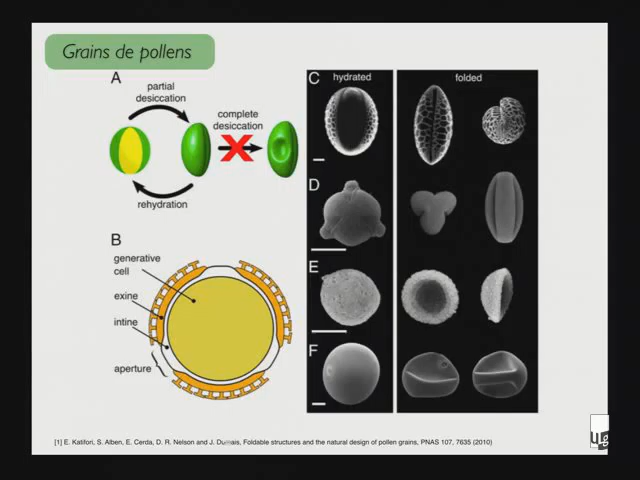 Grains de pollens
A
partial
desiccation
complete
desiccation
rehydration
B
generative
cell
exine
intine
aperture
C
hydrated
folded
D
E
F
[1] E. Katifori, S. Alben, E. Cerda, D. R. Nelson and J. Dumais, Foldable structures and the natural design of pollen grains, PNAS 107, 7635 (2010)